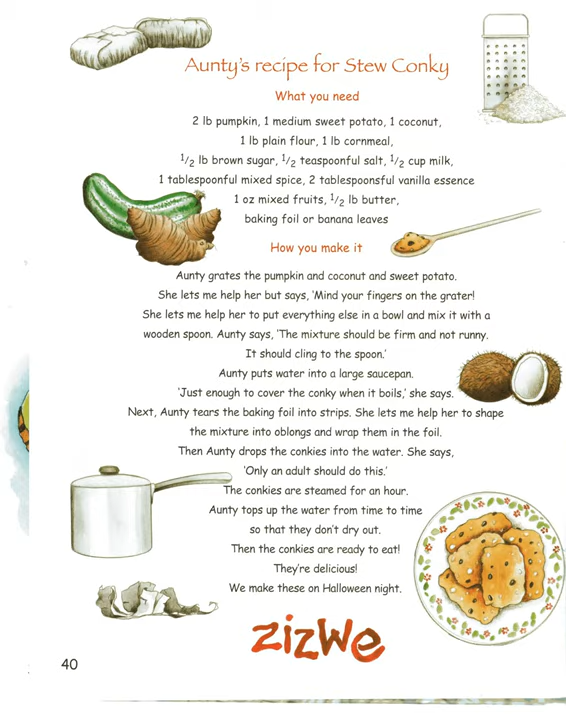 Aunty's recipe for Stew Conky
What you need
2 lb pumpkin, 1 medium sweet potato, 1 coconut,
1 lb plain flour, 1 lb cornmeal,
1/2 lb brown sugar, 1/2 teaspoonful salt, 1/2 cup milk,
1 tablespoonful mixed spice, 2 tablespoonsful vanilla essence
1 oz mixed fruits, 1/2 lb butter,
baking foil or banana leaves
How you make it
Aunty grates the pumpkin and coconut and sweet potato.
She lets me help her but says, 'Mind your fingers on the grater!
She lets me help her to put everything else in a bowl and mix it with a
wooden spoon. Aunty says, 'The mixture should be firm and not runny.
It should cling to the spoon.'
Aunty puts water into a large saucepan.
'Just enough to cover the conky when it boils,' she says.
Next, Aunty tears the baking foil into strips. She lets me help her to shape
the mixture into oblongs and wrap them in the foil.
Then Aunty drops the conkies into the water. She says,
'Only an adult should do this.'
The conkies are steamed for an hour.
Aunty tops up the water from time to time
so that they don't dry out.
Then the conkies are ready to eat!
They're delicious!
We make these on Halloween night.
zizwe
40